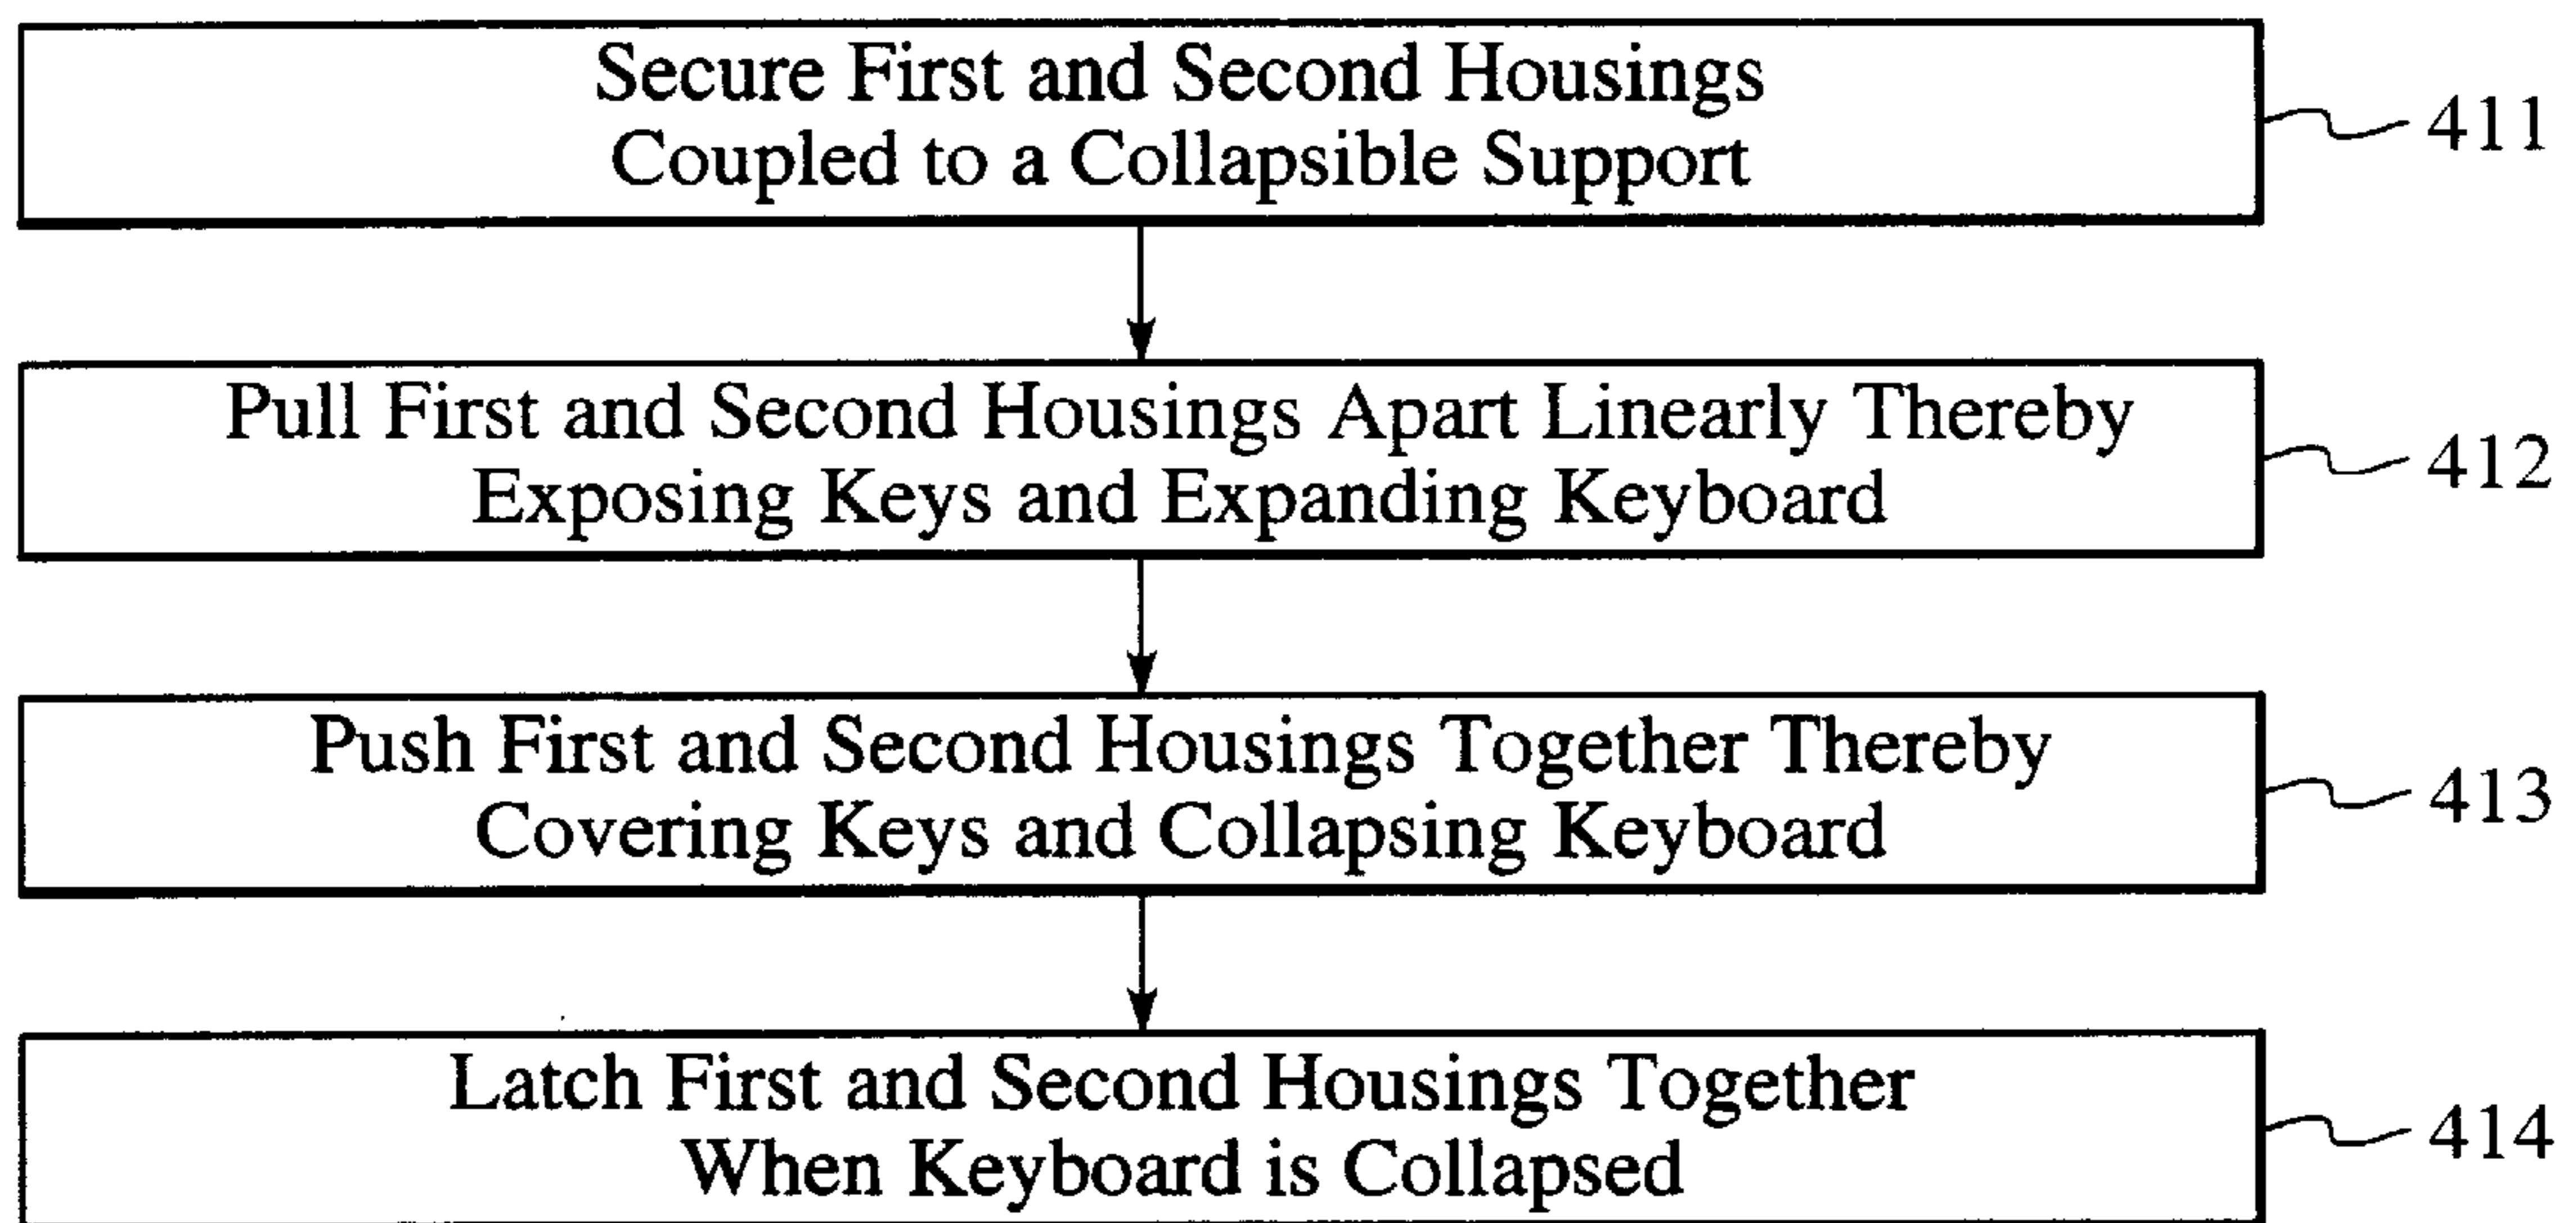 Secure First and Second Housings
Coupled to a Collapsible Support
411
Pull First and Second Housings Apart Linearly Thereby
Exposing Keys and Expanding Keyboard
412
Push First and Second Housings Together Thereby
Covering Keys and Collapsing Keyboard
413
Latch First and Second Housings Together
When Keyboard is Collapsed
414